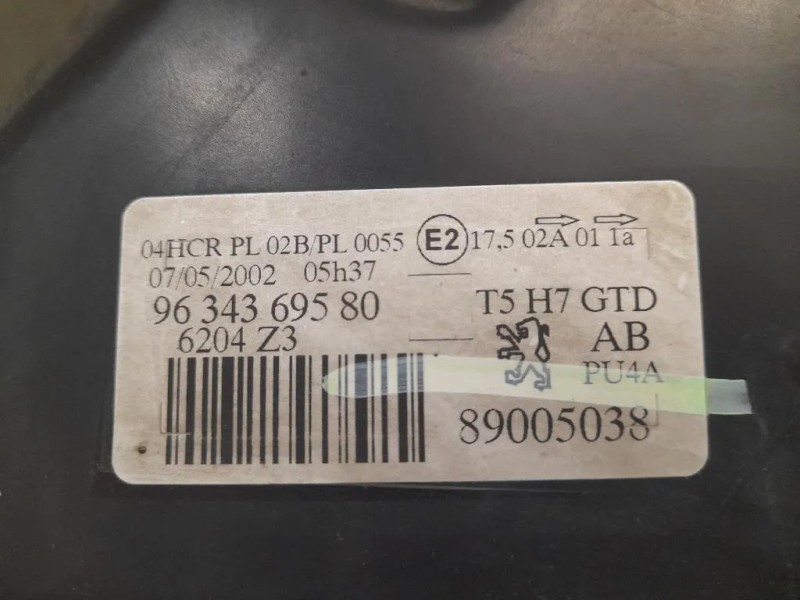 04HCR PL 02B/PL 0055 E2 17,5 02A 01 1a
07/05/2002 05h37
96 343 695 80 T5 H7 GTD
6204 Z3 AB
PU4A
89005038